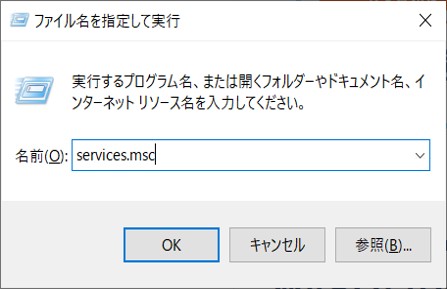 ファイル名を指定して実行
実行するプログラム名、または開くフォルダーやドキュメント名、イ
ンターネット リソース名を入力してください。
名前(O): services.msc
OK キャンセル 参照(B)...